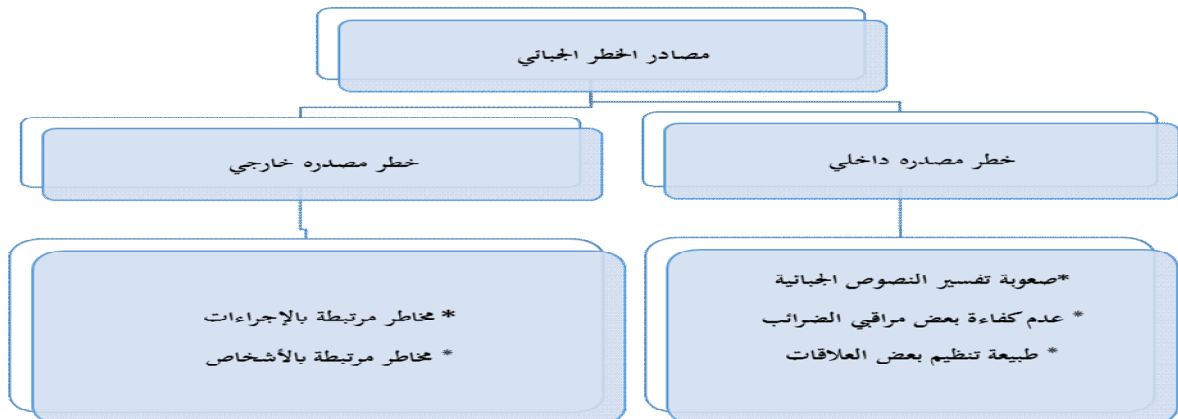 مصادر الخطر الجبائي
خطر مصدره داخلي
خطر مصدره خارجي
*صعوبة تفسير النصوص الجبائية
* عدم كفاءة بعض مراقبي الضرائب
* طبيعة تنظيم بعض العلاقات
* مخاطر مرتبطة بالإجراءات
* مخاطر مرتبطة بالأشخاص